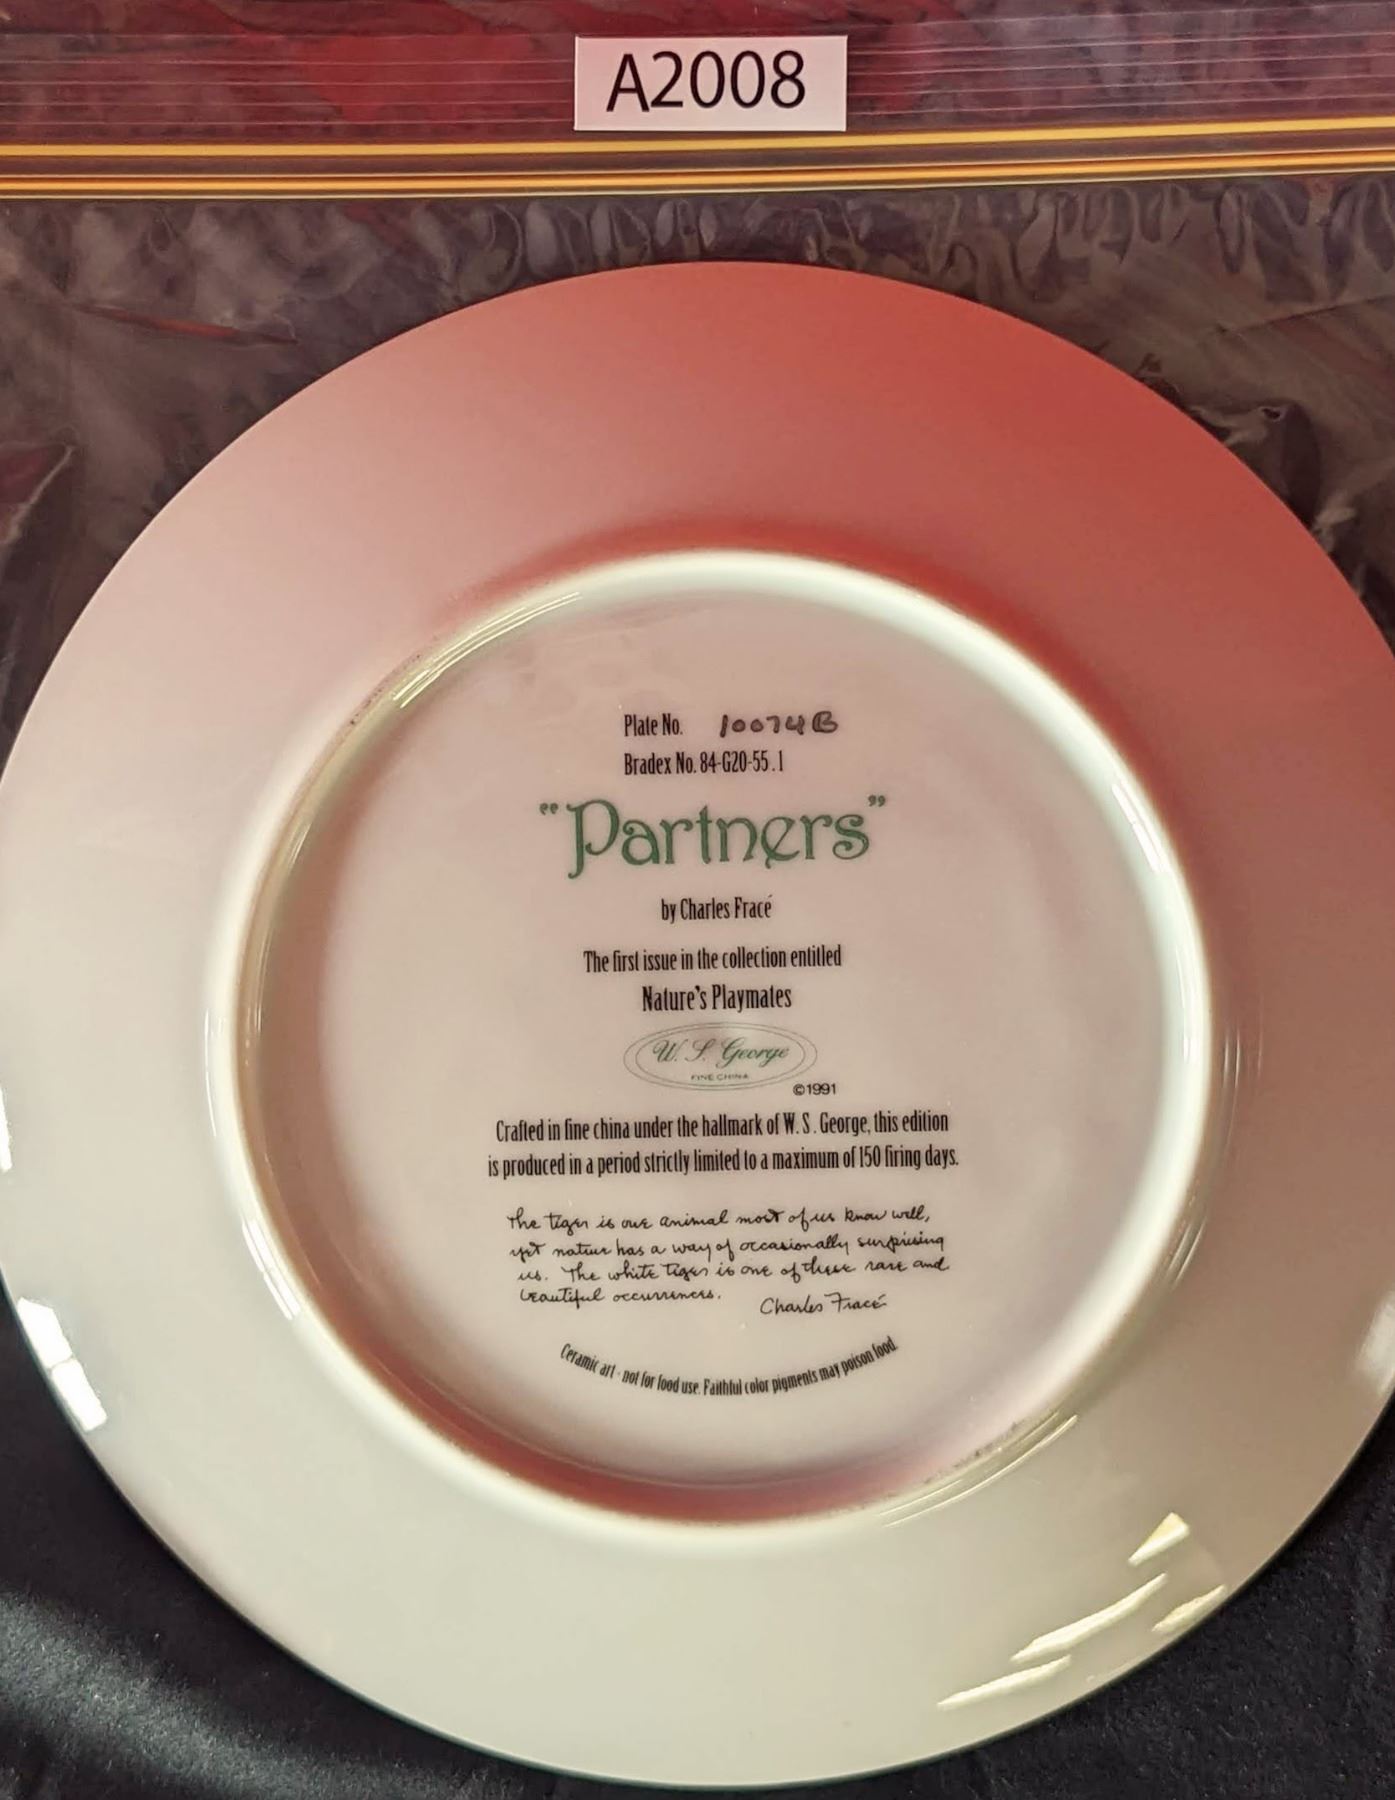 A2008
Plate No. 10074B
Bradex No. 84-G20-55.1
"Partners"
by Charles Fracé
The first issue in the collection entitled
Nature's Playmates
W. S. George
FINE CHINA
©1991
Crafted in fine china under the hallmark of W. S. George, this edition
is produced in a period strictly limited to a maximum of 150 firing days.
The tiger is one animal most of us know well,
yet nature has a way of occasionally surprising
us. The white tiger is one of these rare and
beautiful occurrences. Charles Fracé
Ceramic art - not for food use. Faithful color pigments may poison food.